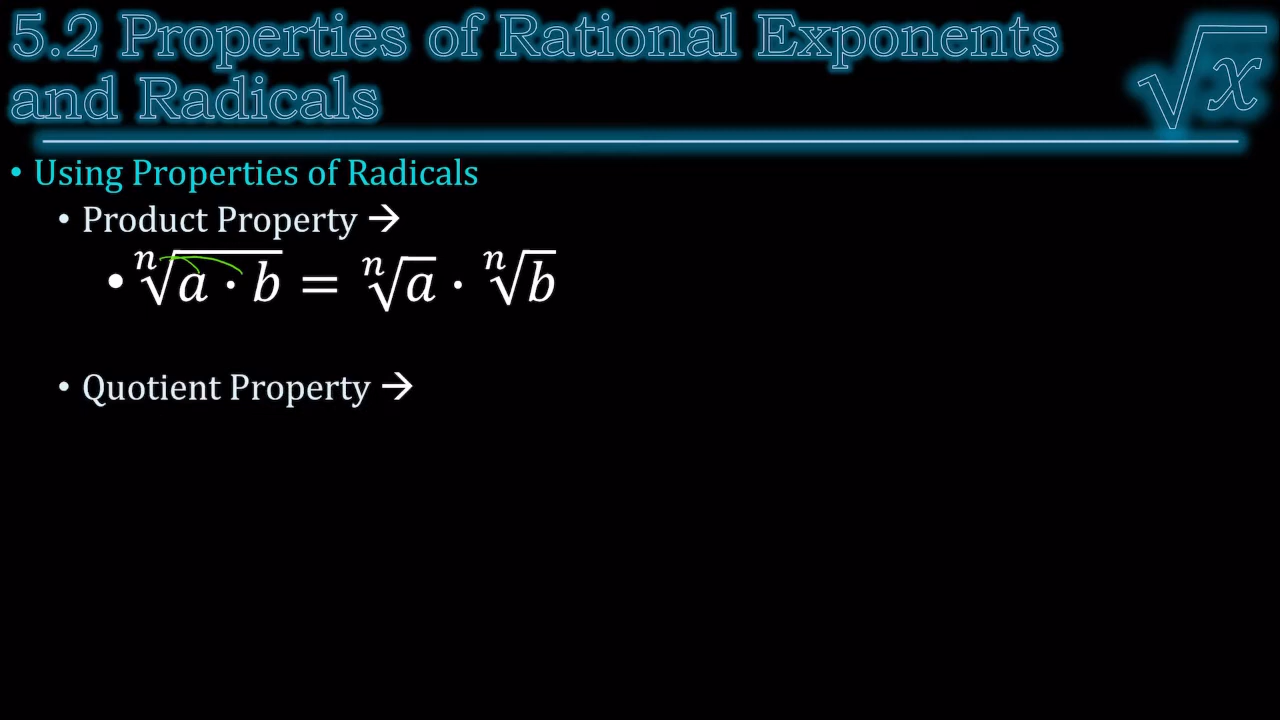 5.2 Properties of Rational Exponents
and Radicals
√x
• Using Properties of Radicals
• Product Property →
• ⁿ√(a · b) = ⁿ√a · ⁿ√b
• Quotient Property →